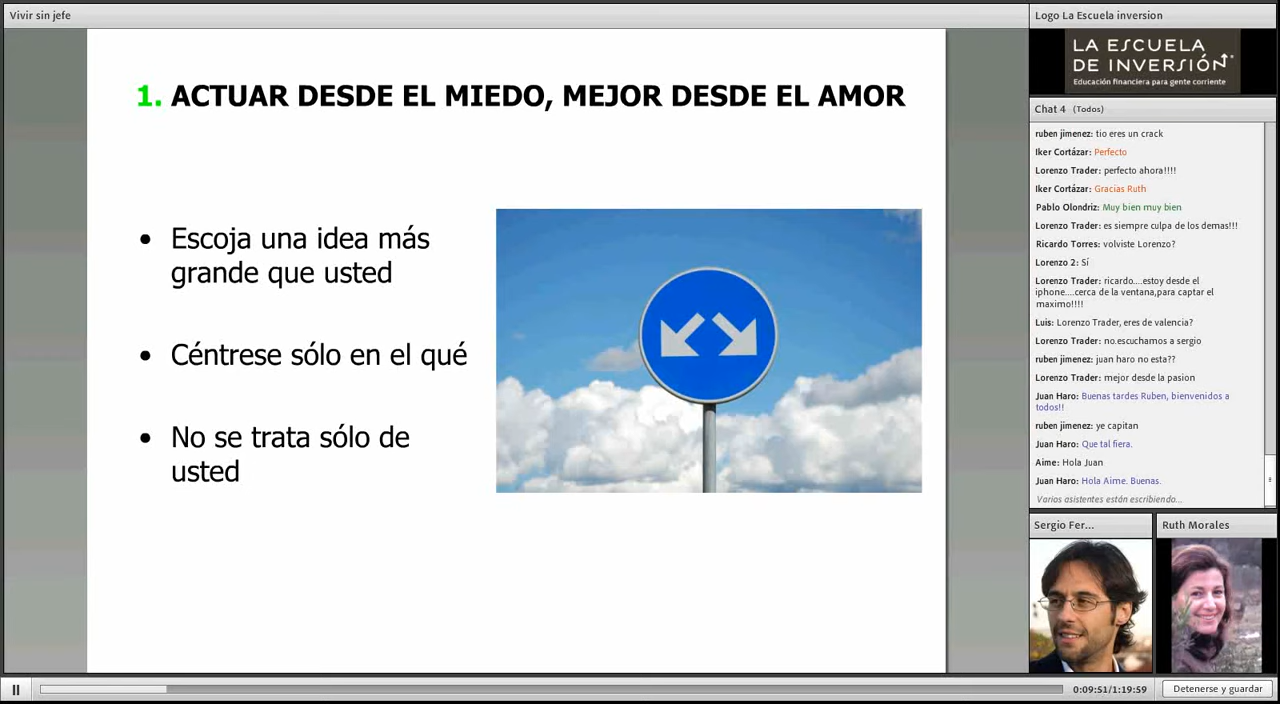 Vivir sin jefe
1. ACTUAR DESDE EL MIEDO, MEJOR DESDE EL AMOR
• Escoja una idea más
grande que usted
• Céntrese sólo en el qué
• No se trata sólo de
usted
Logo La Escuela inversion
LA ESCUELA
DE INVERSIÓN
Educación financiera para gente corriente
Chat 4 (Todos)
ruben jimenez: tio eres un crack
Iker Cortázar: Perfecto
Lorenzo Trader: perfecto ahora!!!!
Iker Cortázar: Gracias Ruth
Pablo Olondriz: Muy bien muy bien
Lorenzo Trader: es siempre culpa de los demas!!!
Ricardo Torres: volviste Lorenzo?
Lorenzo 2: Sí
Lorenzo Trader: ricardo....estoy desde el
iphone....cerca de la ventana,para captar el
maximo!!!!
Luis: Lorenzo Trader, eres de valencia?
Lorenzo Trader: no.escuchamos a sergio
ruben jimenez: juan haro no esta??
Lorenzo Trader: mejor desde la pasion
Juan Haro: Buenas tardes Ruben, bienvenidos a
todos!!
ruben jimenez: ye capitan
Juan Haro: Que tal fiera.
Aime: Hola Juan
Juan Haro: Hola Aime. Buenas.
Varios asistentes están escribiendo...
Sergio Fer...
Ruth Morales
0:09:51/1:19:59
Detenerse y guardar